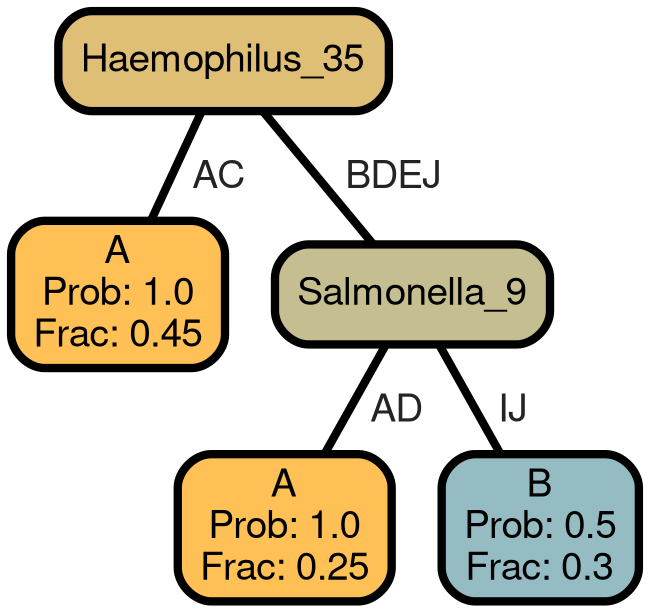 Haemophilus_35
AC
BDEJ
A
Prob: 1.0
Frac: 0.45
Salmonella_9
AD
IJ
A
Prob: 1.0
Frac: 0.25
B
Prob: 0.5
Frac: 0.3